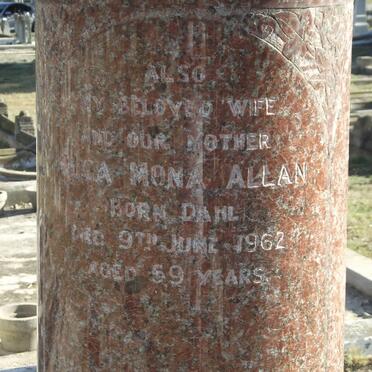 ALSO
MY BELOVED WIFE
AND OUR MOTHER
MONA ALLAN
BORN DAHL
DIED 9TH JUNE 1962
AGED 59 YEARS.